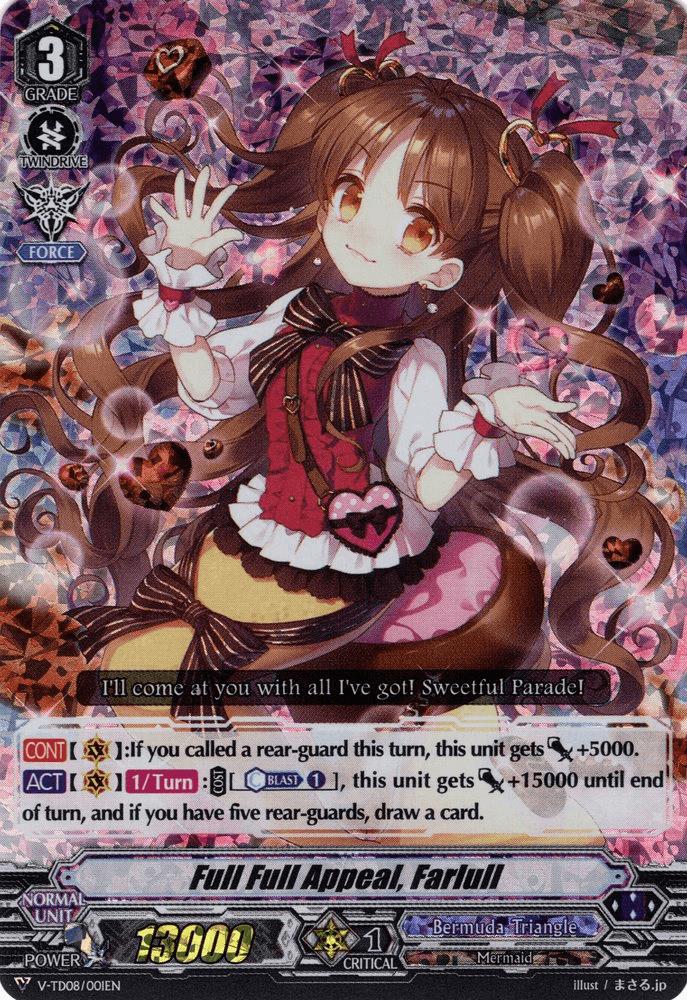 3
GRADE
TWINDRIVE
FORCE
I'll come at you with all I've got! Sweetful Parade!
CONT【 V 】:If you called a rear-guard this turn, this unit gets +5000.
ACT【 V 】1/Turn :COST[ C BLAST 1 ], this unit gets +15000 until end
of turn, and if you have five rear-guards, draw a card.
Full Full Appeal, Farlull
NORMAL
UNIT
POWER 13000 1 CRITICAL
Bermuda Triangle
Mermaid
V-TD08/001EN
illust / まさる.jp